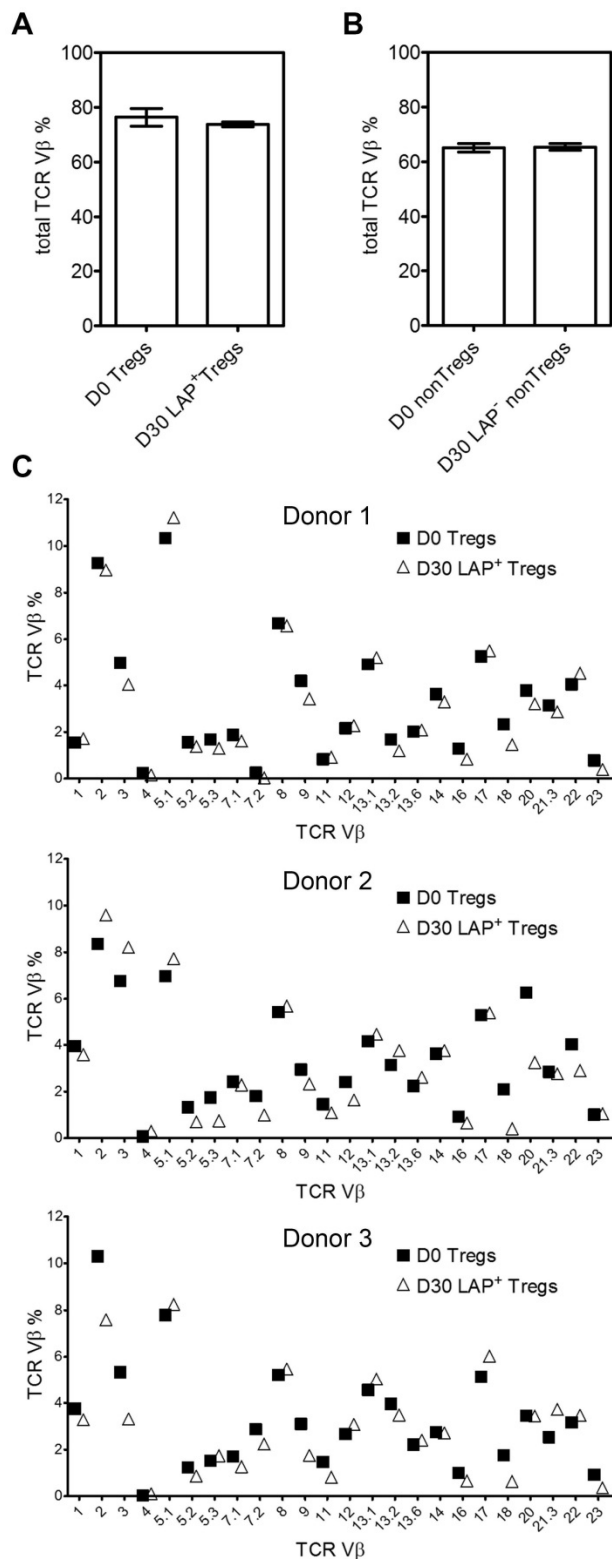 A
B
100
80
60
40
20
0
total TCR Vβ %
D0 Tregs
D30 LAP⁺Tregs
100
80
60
40
20
0
total TCR Vβ %
D0 nonTregs
D30 LAP⁻ nonTregs
C
Donor 1
■ D0 Tregs
△ D30 LAP⁺ Tregs
12
10
8
6
4
2
0
TCR Vβ %
1 2 3 4 5.1 5.2 5.3 7.1 7.2 8 9 11 12 13.1 13.2 13.6 14 16 17 18 20 21.3 22 23
TCR Vβ
Donor 2
■ D0 Tregs
△ D30 LAP⁺ Tregs
12
10
8
6
4
2
0
TCR Vβ %
1 2 3 4 5.1 5.2 5.3 7.1 7.2 8 9 11 12 13.1 13.2 13.6 14 16 17 18 20 21.3 22 23
TCR Vβ
Donor 3
■ D0 Tregs
△ D30 LAP⁺ Tregs
12
10
8
6
4
2
0
TCR Vβ %
1 2 3 4 5.1 5.2 5.3 7.1 7.2 8 9 11 12 13.1 13.2 13.6 14 16 17 18 20 21.3 22 23
TCR Vβ